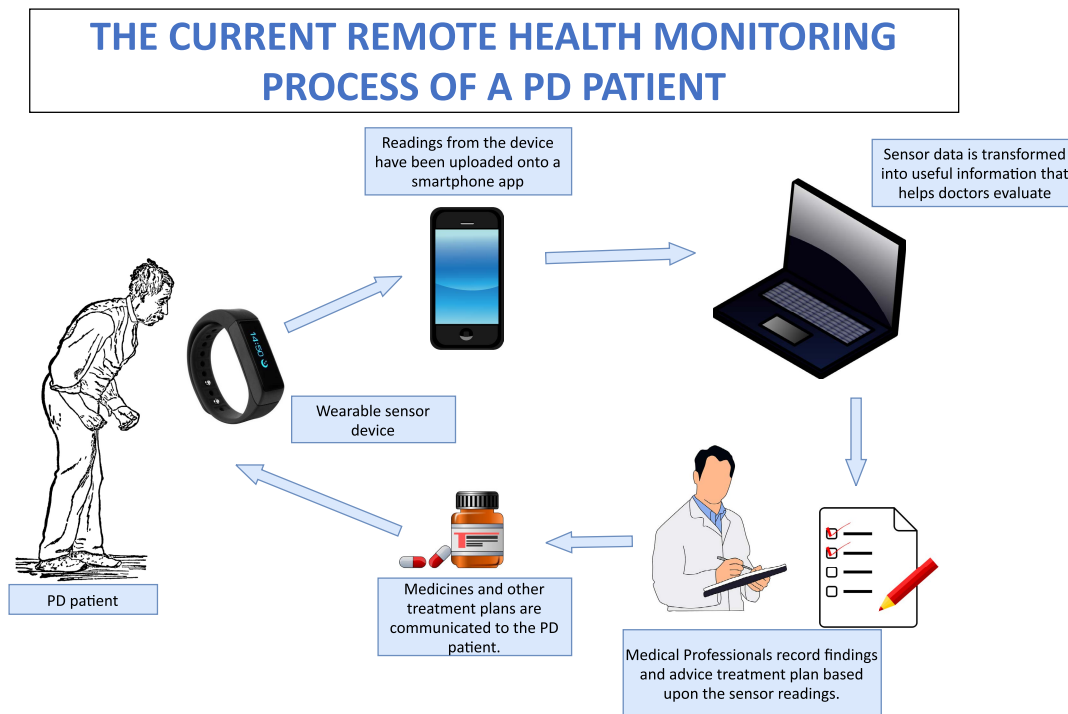 THE CURRENT REMOTE HEALTH MONITORING
PROCESS OF A PD PATIENT
Readings from the device
have been uploaded onto a
smartphone app
Sensor data is transformed
into useful information that
helps doctors evaluate
14:50
Wearable sensor
device
PD patient
Medicines and other
treatment plans are
communicated to the PD
patient.
Medical Professionals record findings
and advice treatment plan based
upon the sensor readings.